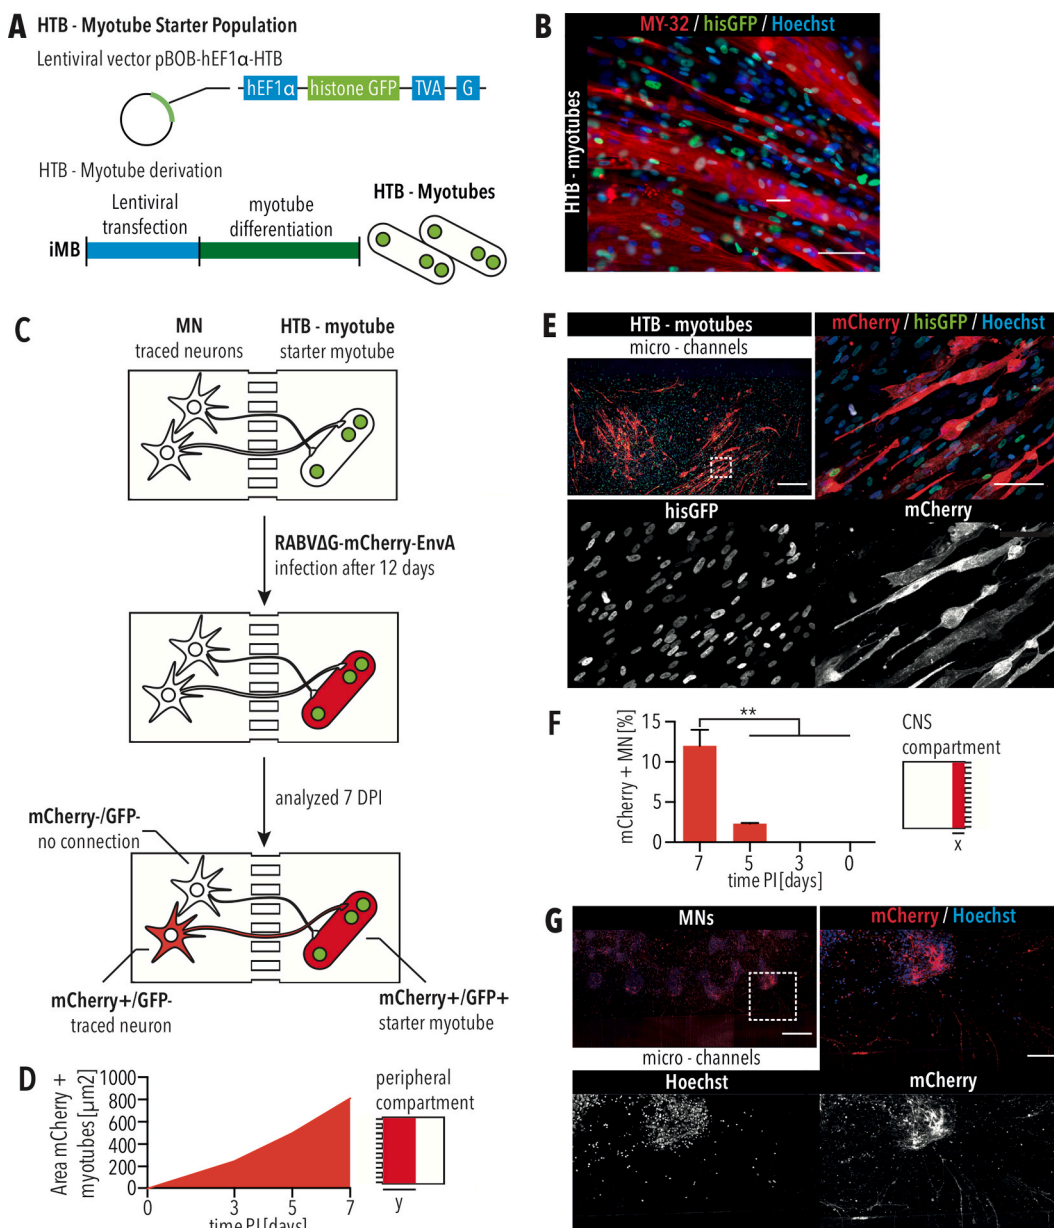 A HTB - Myotube Starter Population
Lentiviral vector pBOB-hEF1α-HTB
hEF1α histone GFP TVA G
HTB - Myotube derivation
Lentiviral
transfection
myotube
differentiation
HTB - Myotubes
iMB
B MY-32 / hisGFP / Hoechst
HTB - myotubes
C
MN
traced neurons
HTB - myotube
starter myotube
RABVΔG-mCherry-EnvA
infection after 12 days
analyzed 7 DPI
mCherry-/GFP-
no connection
mCherry+/GFP-
traced neuron
mCherry+/GFP+
starter myotube
D
Area mCherry +
myotubes [µm2]
1000
800
600
400
200
0
0 3 5 7
time PI [days]
peripheral
compartment
y
E
HTB - myotubes
micro - channels
mCherry / hisGFP / Hoechst
hisGFP
mCherry
F
mCherry + MN [%]
15
10
5
0
**
7 5 3 0
time PI [days]
CNS
compartment
x
G
MNs
micro - channels
mCherry / Hoechst
Hoechst
mCherry